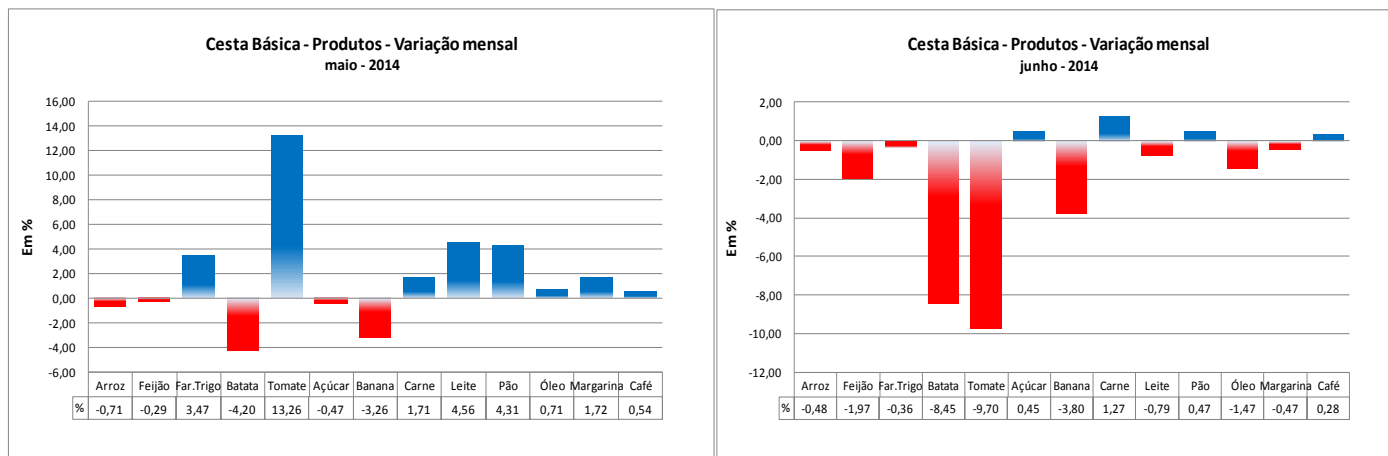 Cesta Básica - Produtos - Variação mensal
maio - 2014
Em %
16,00
14,00
12,00
10,00
8,00
6,00
4,00
2,00
0,00
-2,00
-4,00
-6,00
Arroz Feijão Far.Trigo Batata Tomate Açúcar Banana Carne Leite Pão Óleo Margarina Café
% -0,71 -0,29 3,47 -4,20 13,26 -0,47 -3,26 1,71 4,56 4,31 0,71 1,72 0,54
Cesta Básica - Produtos - Variação mensal
junho - 2014
Em %
2,00
0,00
-2,00
-4,00
-6,00
-8,00
-10,00
-12,00
Arroz Feijão Far.Trigo Batata Tomate Açúcar Banana Carne Leite Pão Óleo Margarina Café
% -0,48 -1,97 -0,36 -8,45 -9,70 0,45 -3,80 1,27 -0,79 0,47 -1,47 -0,47 0,28